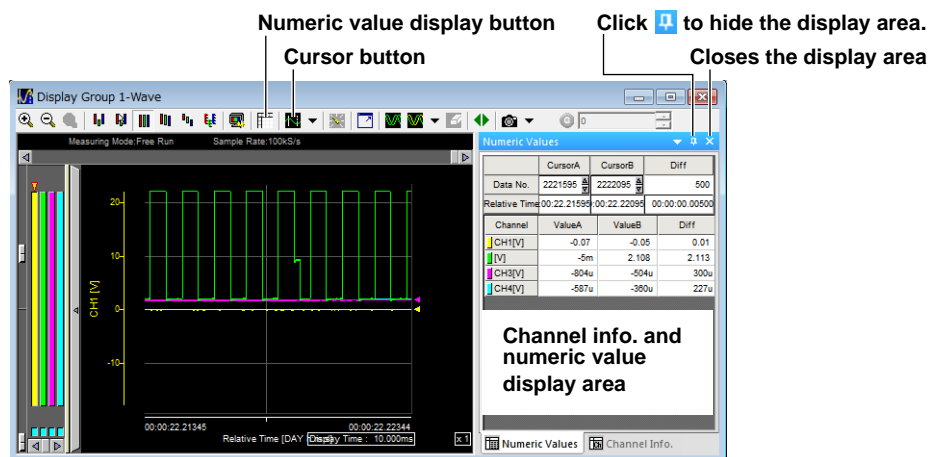 Numeric value display button
Click to hide the display area.
Cursor button
Closes the display area
Display Group 1-Wave
0
Measuring Mode:Free Run Sample Rate:100kS/s
Numeric Values
CursorA CursorB Diff
Data No. 2221595 2222095 500
Relative Time 00:22.21595 00:22.22095 00:00:00.00500
Channel ValueA ValueB Diff
CH1[V] -0.07 -0.05 0.01
[V] -5m 2.108 2.113
CH3[V] -804u -504u 300u
CH4[V] -587u -360u 227u
20
10
0
-10
CH1 [V]
Channel info. and
numeric value
display area
00:00:22.21345 00:00:22.22344
Relative Time [DAY Display Time : 10.000ms x 1
Numeric Values Channel Info.